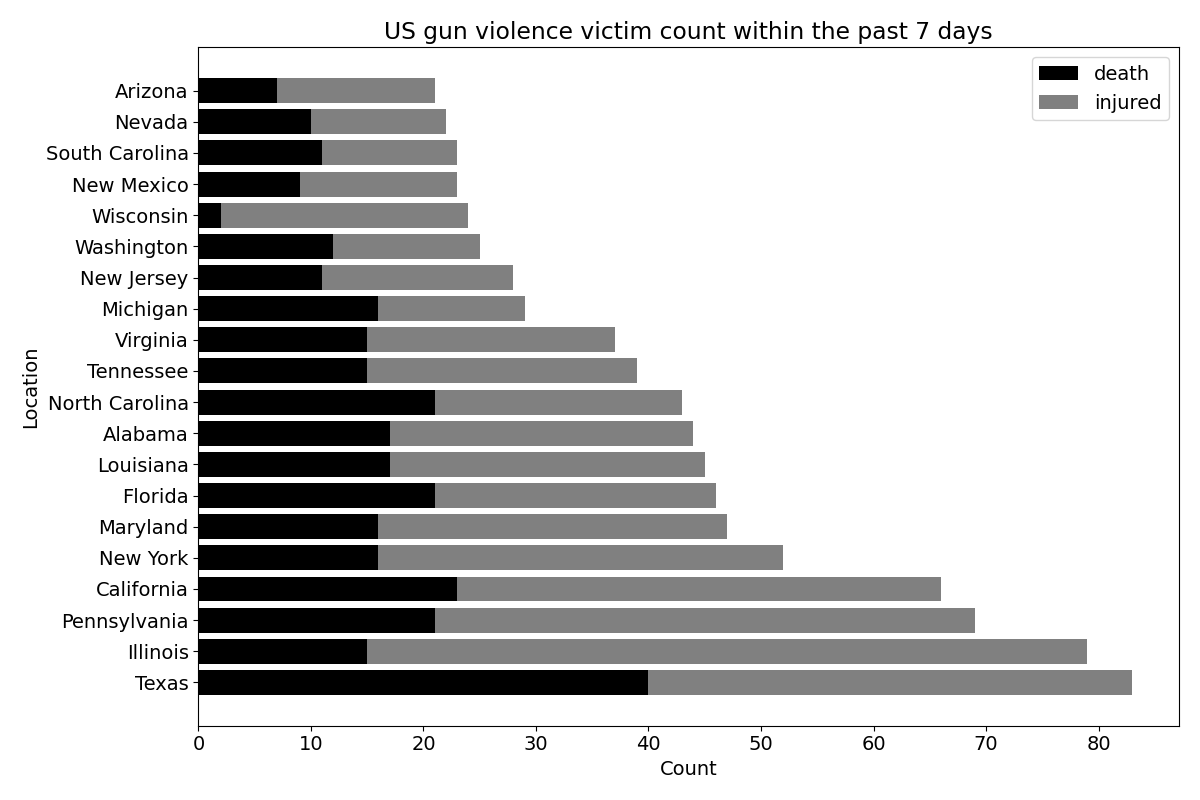 US gun violence victim count within the past 7 days
death
injured
Location
Arizona
Nevada
South Carolina
New Mexico
Wisconsin
Washington
New Jersey
Michigan
Virginia
Tennessee
North Carolina
Alabama
Louisiana
Florida
Maryland
New York
California
Pennsylvania
Illinois
Texas
0 10 20 30 40 50 60 70 80
Count